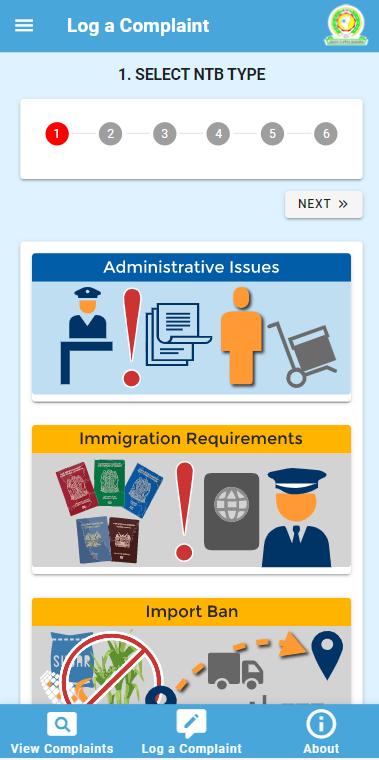 Log a Complaint
1. SELECT NTB TYPE
1 2 3 4 5 6
NEXT »
Administrative Issues
Immigration Requirements
Import Ban
SUGAR
View Complaints Log a Complaint About